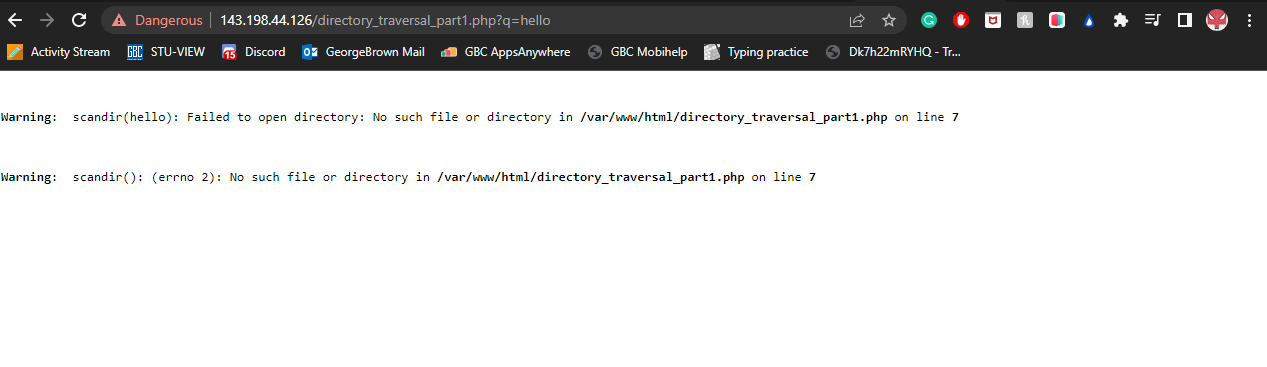 Dangerous 143.198.44.126/directory_traversal_part1.php?q=hello
Activity Stream GBC STU-VIEW 15 Discord GeorgeBrown Mail GBC AppsAnywhere GBC Mobihelp Typing practice Dk7h22mRYHQ - Tr...
Warning: scandir(hello): Failed to open directory: No such file or directory in /var/www/html/directory_traversal_part1.php on line 7
Warning: scandir(): (errno 2): No such file or directory in /var/www/html/directory_traversal_part1.php on line 7